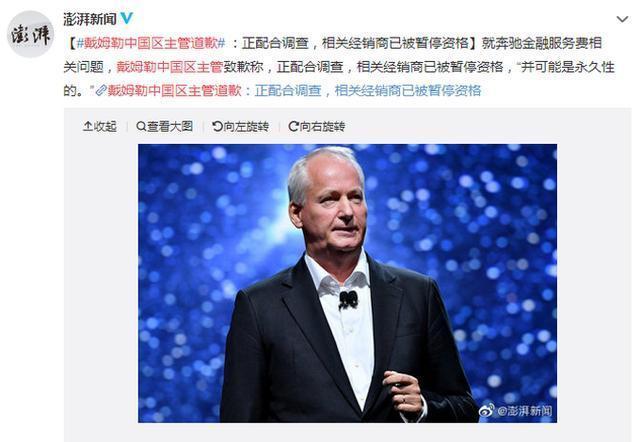 澎湃新闻
澎湃
【#戴姆勒中国区主管道歉#：正配合调查，相关经销商已被暂停资格】就奔驰金融服务费相
关问题，戴姆勒中国区主管致歉称，正配合调查，相关经销商已被暂停资格，“并可能是永久性
的。”戴姆勒中国区主管道歉：正配合调查，相关经销商已被暂停资格
收起 查看大图 向左旋转 向右旋转
@澎湃新闻